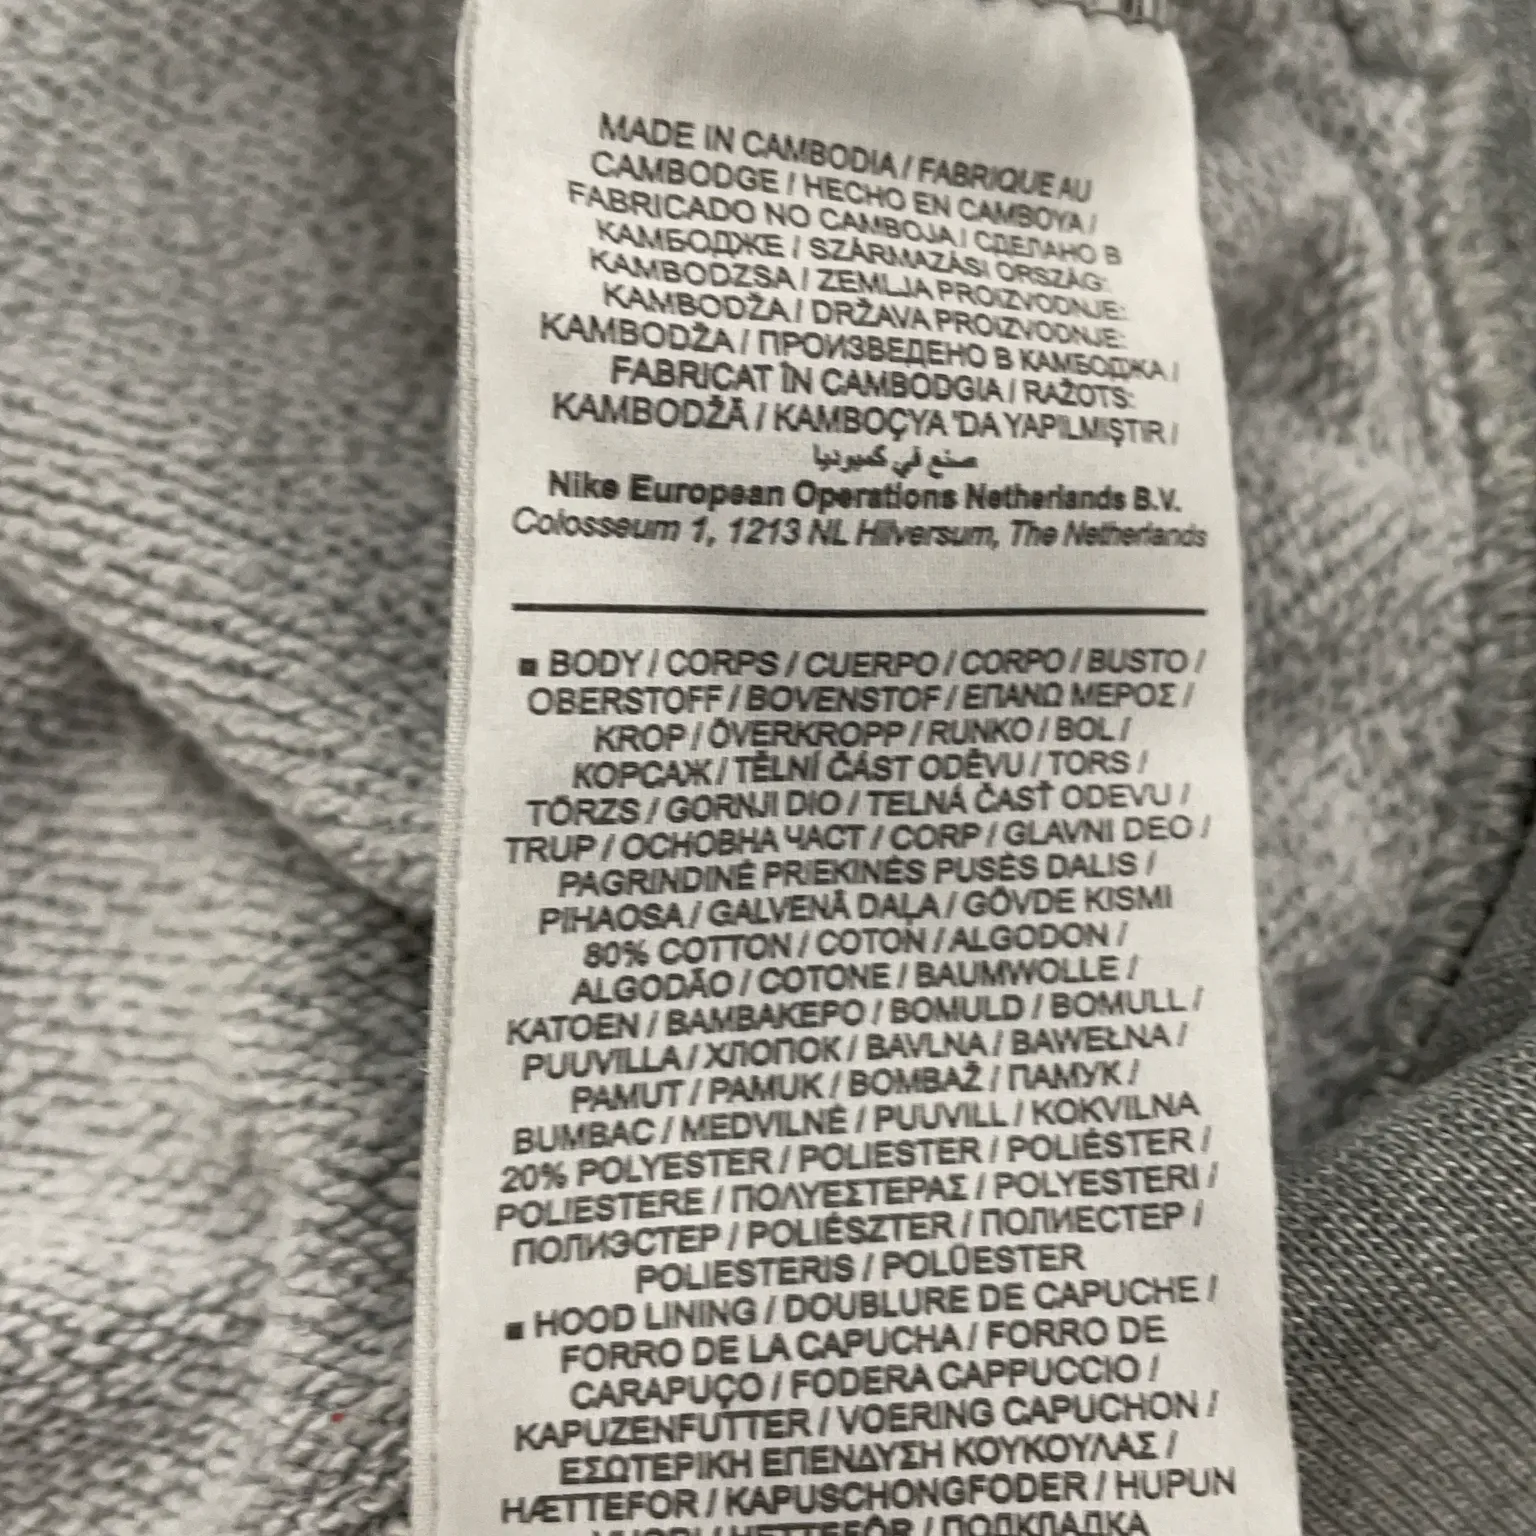 MADE IN CAMBODIA / FABRIQUE AU
CAMBODGE / HECHO EN CAMBOYA /
FABRICADO NO CAMBOJA / СДЕЛАНО В
КАМБОДЖЕ / SZÁRMAZÁSI ORSZÁG:
KAMBODZSA / ZEMLJA PROIZVODNJE:
KAMBODŽA / DRŽAVA PROIZVODNJE:
KAMBODŽA / ПРОИЗВЕДЕНО В КАМБОДЖА /
FABRICAT ÎN CAMBODGIA / RAŽOTS:
KAMBODŽĀ / KAMBOÇYA 'DA YAPILMIŞTIR /
صنع في كمبوديا
Nike European Operations Netherlands B.V.
Colosseum 1, 1213 NL Hilversum, The Netherlands
■ BODY / CORPS / CUERPO / CORPO / BUSTO /
OBERSTOFF / BOVENSTOF / ΕΠΑΝΩ ΜΕΡΟΣ /
KROP / ÖVERKROPP / RUNKO / BOL /
КОРСАЖ / TĚLNÍ ČÁST ODĚVU / TORS /
TÖRZS / GORNJI DIO / TELNÁ ČASŤ ODEVU /
TRUP / ОСНОВНА ЧАСТ / CORP / GLAVNI DEO /
PAGRINDINĖ PRIEKINĖS PUSĖS DALIS /
PIHAOSA / GALVENĀ DAĻA / GÖVDE KISMI
80% COTTON / COTON / ALGODON /
ALGODÃO / COTONE / BAUMWOLLE /
KATOEN / ΒΑΜΒΑΚΕΡΟ / BOMULD / BOMULL /
PUUVILLA / ХЛОПОК / BAVLNA / BAWEŁNA /
PAMUT / PAMUK / BOMBAŽ / ПАМУК /
BUMBAC / MEDVILNĖ / PUUVILL / KOKVILNA
20% POLYESTER / POLIESTER / POLIÉSTER /
POLIESTERE / ΠΟΛΥΕΣΤΕΡΑΣ / POLYESTERI /
ПОЛИЭСТЕР / POLIÉSZTER / ПОЛИЕСТЕР /
POLIESTERIS / POLÜESTER
■ HOOD LINING / DOUBLURE DE CAPUCHE /
FORRO DE LA CAPUCHA / FORRO DE
CARAPUÇO / FODERA CAPPUCCIO /
KAPUZENFUTTER / VOERING CAPUCHON /
ΕΣΩΤΕΡΙΚΗ ΕΠΕΝΔΥΣΗ ΚΟΥΚΟΥΛΑΣ /
HÆTTEFOR / KAPUSCHONGFODER / HUPUN
VUORI / HETTEFÔR / ПОДКЛАДКА